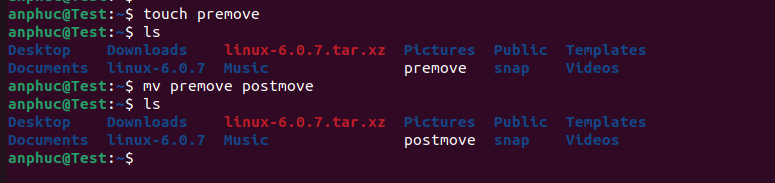 anphuc@Test:~$ touch premove
anphuc@Test:~$ ls
Desktop Downloads linux-6.0.7.tar.xz Pictures Public Templates
Documents linux-6.0.7 Music premove snap Videos
anphuc@Test:~$ mv premove postmove
anphuc@Test:~$ ls
Desktop Downloads linux-6.0.7.tar.xz Pictures Public Templates
Documents linux-6.0.7 Music postmove snap Videos
anphuc@Test:~$